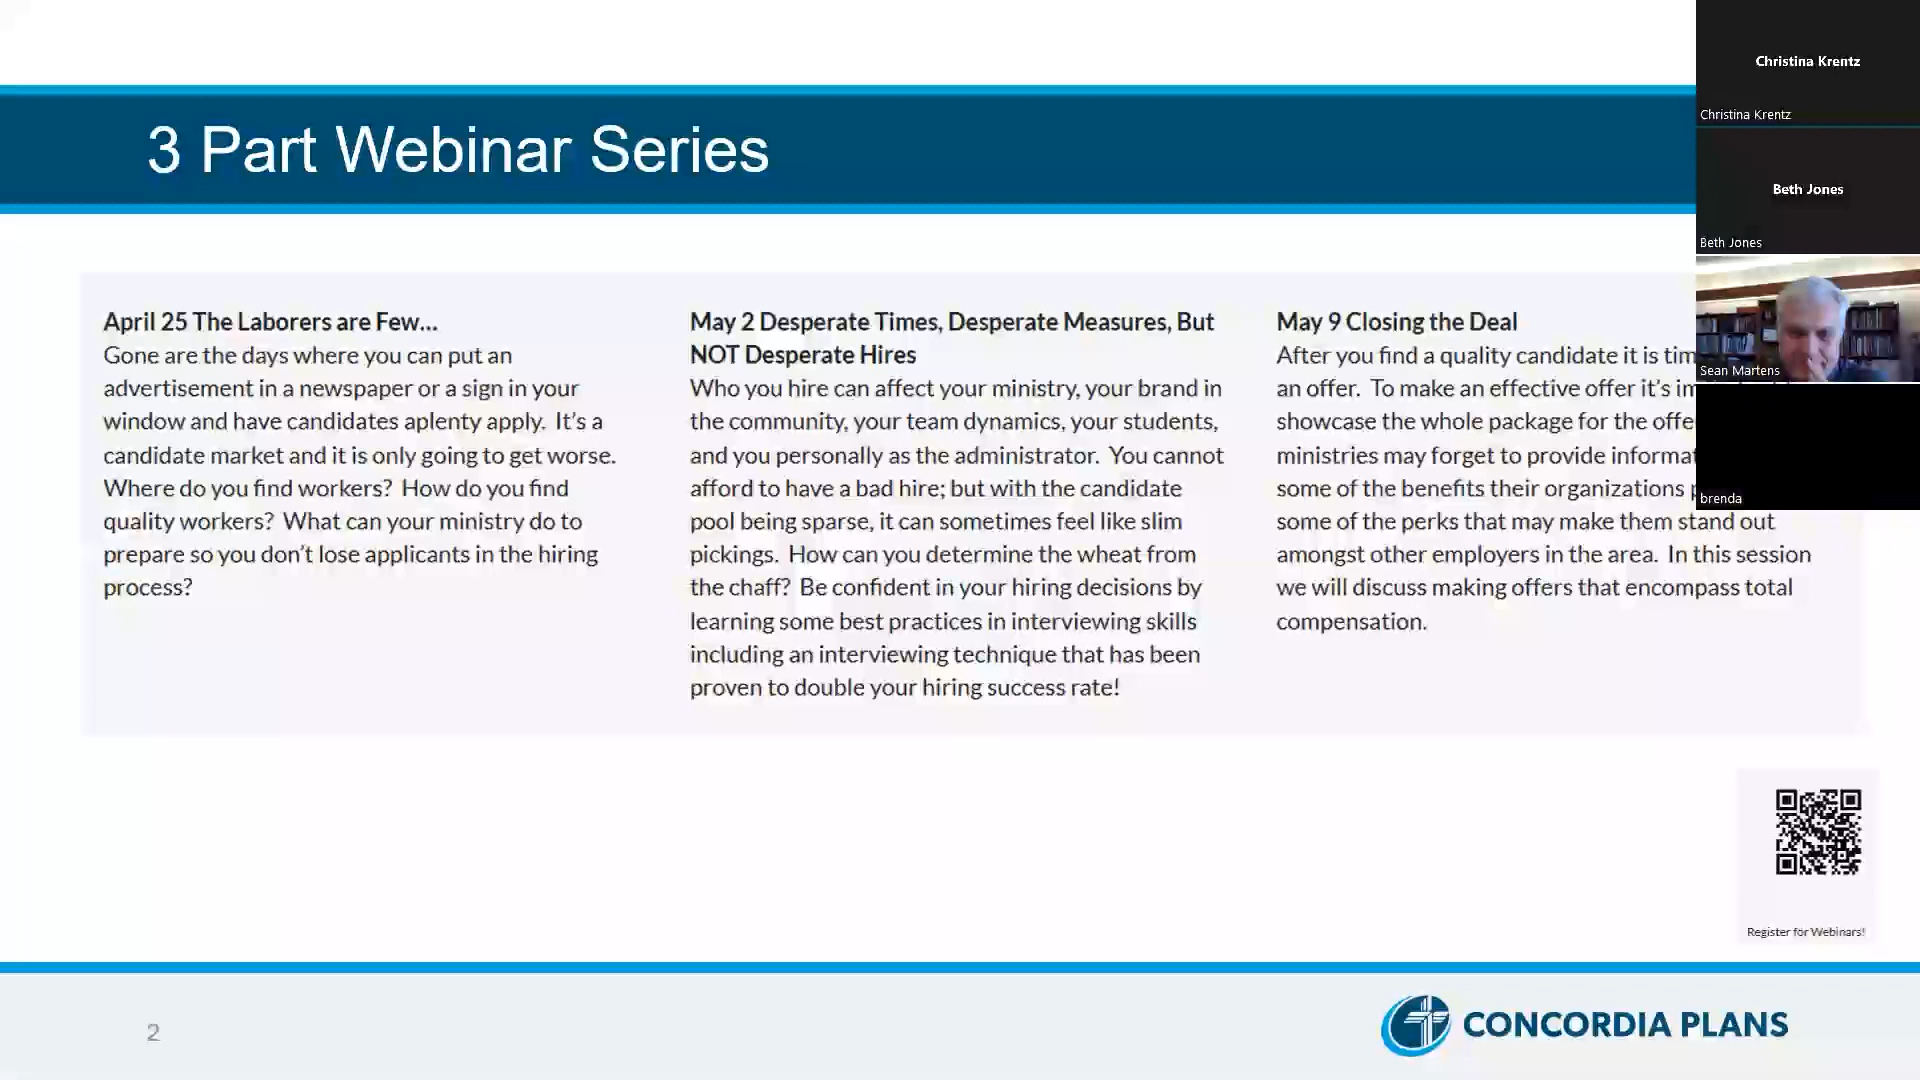 3 Part Webinar Series
April 25 The Laborers are Few...
Gone are the days where you can put an
advertisement in a newspaper or a sign in your
window and have candidates aplenty apply. It's a
candidate market and it is only going to get worse.
Where do you find workers? How do you find
quality workers? What can your ministry do to
prepare so you don't lose applicants in the hiring
process?
May 2 Desperate Times, Desperate Measures, But
NOT Desperate Hires
Who you hire can affect your ministry, your brand in
the community, your team dynamics, your students,
and you personally as the administrator. You cannot
afford to have a bad hire; but with the candidate
pool being sparse, it can sometimes feel like slim
pickings. How can you determine the wheat from
the chaff? Be confident in your hiring decisions by
learning some best practices in interviewing skills
including an interviewing technique that has been
proven to double your hiring success rate!
May 9 Closing the Deal
After you find a quality candidate it is
an offer. To make an effective offer it's
showcase the whole package for the
ministries may forget to provide
some of the benefits their organizations
some of the perks that may make them stand out
amongst other employers in the area. In this session
we will discuss making offers that encompass total
compensation.
Christina Krentz
Christina Krentz
Beth Jones
Beth Jones
Sean Martens
brenda
Register for Webinars!
2
CONCORDIA PLANS